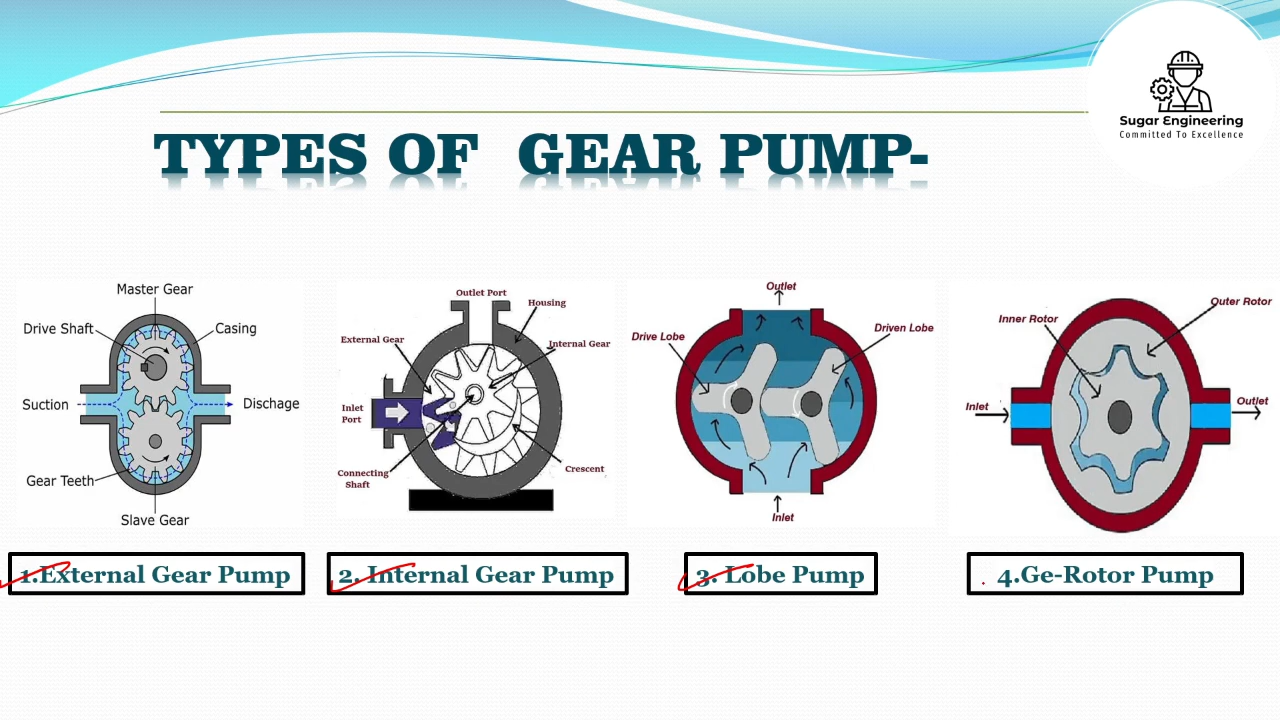 Sugar Engineering
Committed To Excellence
TYPES OF GEAR PUMP-
Master Gear
Drive Shaft
Casing
Suction
Dischage
Gear Teeth
Slave Gear
Outlet Port
Housing
External Gear
Internal Gear
Inlet
Port
Connecting
Shaft
Crescent
Outlet
Drive Lobe
Driven Lobe
Inlet
Outer Rotor
Inner Rotor
Inlet
Outlet
1.External Gear Pump
2. Internal Gear Pump
3. Lobe Pump
4.Ge-Rotor Pump